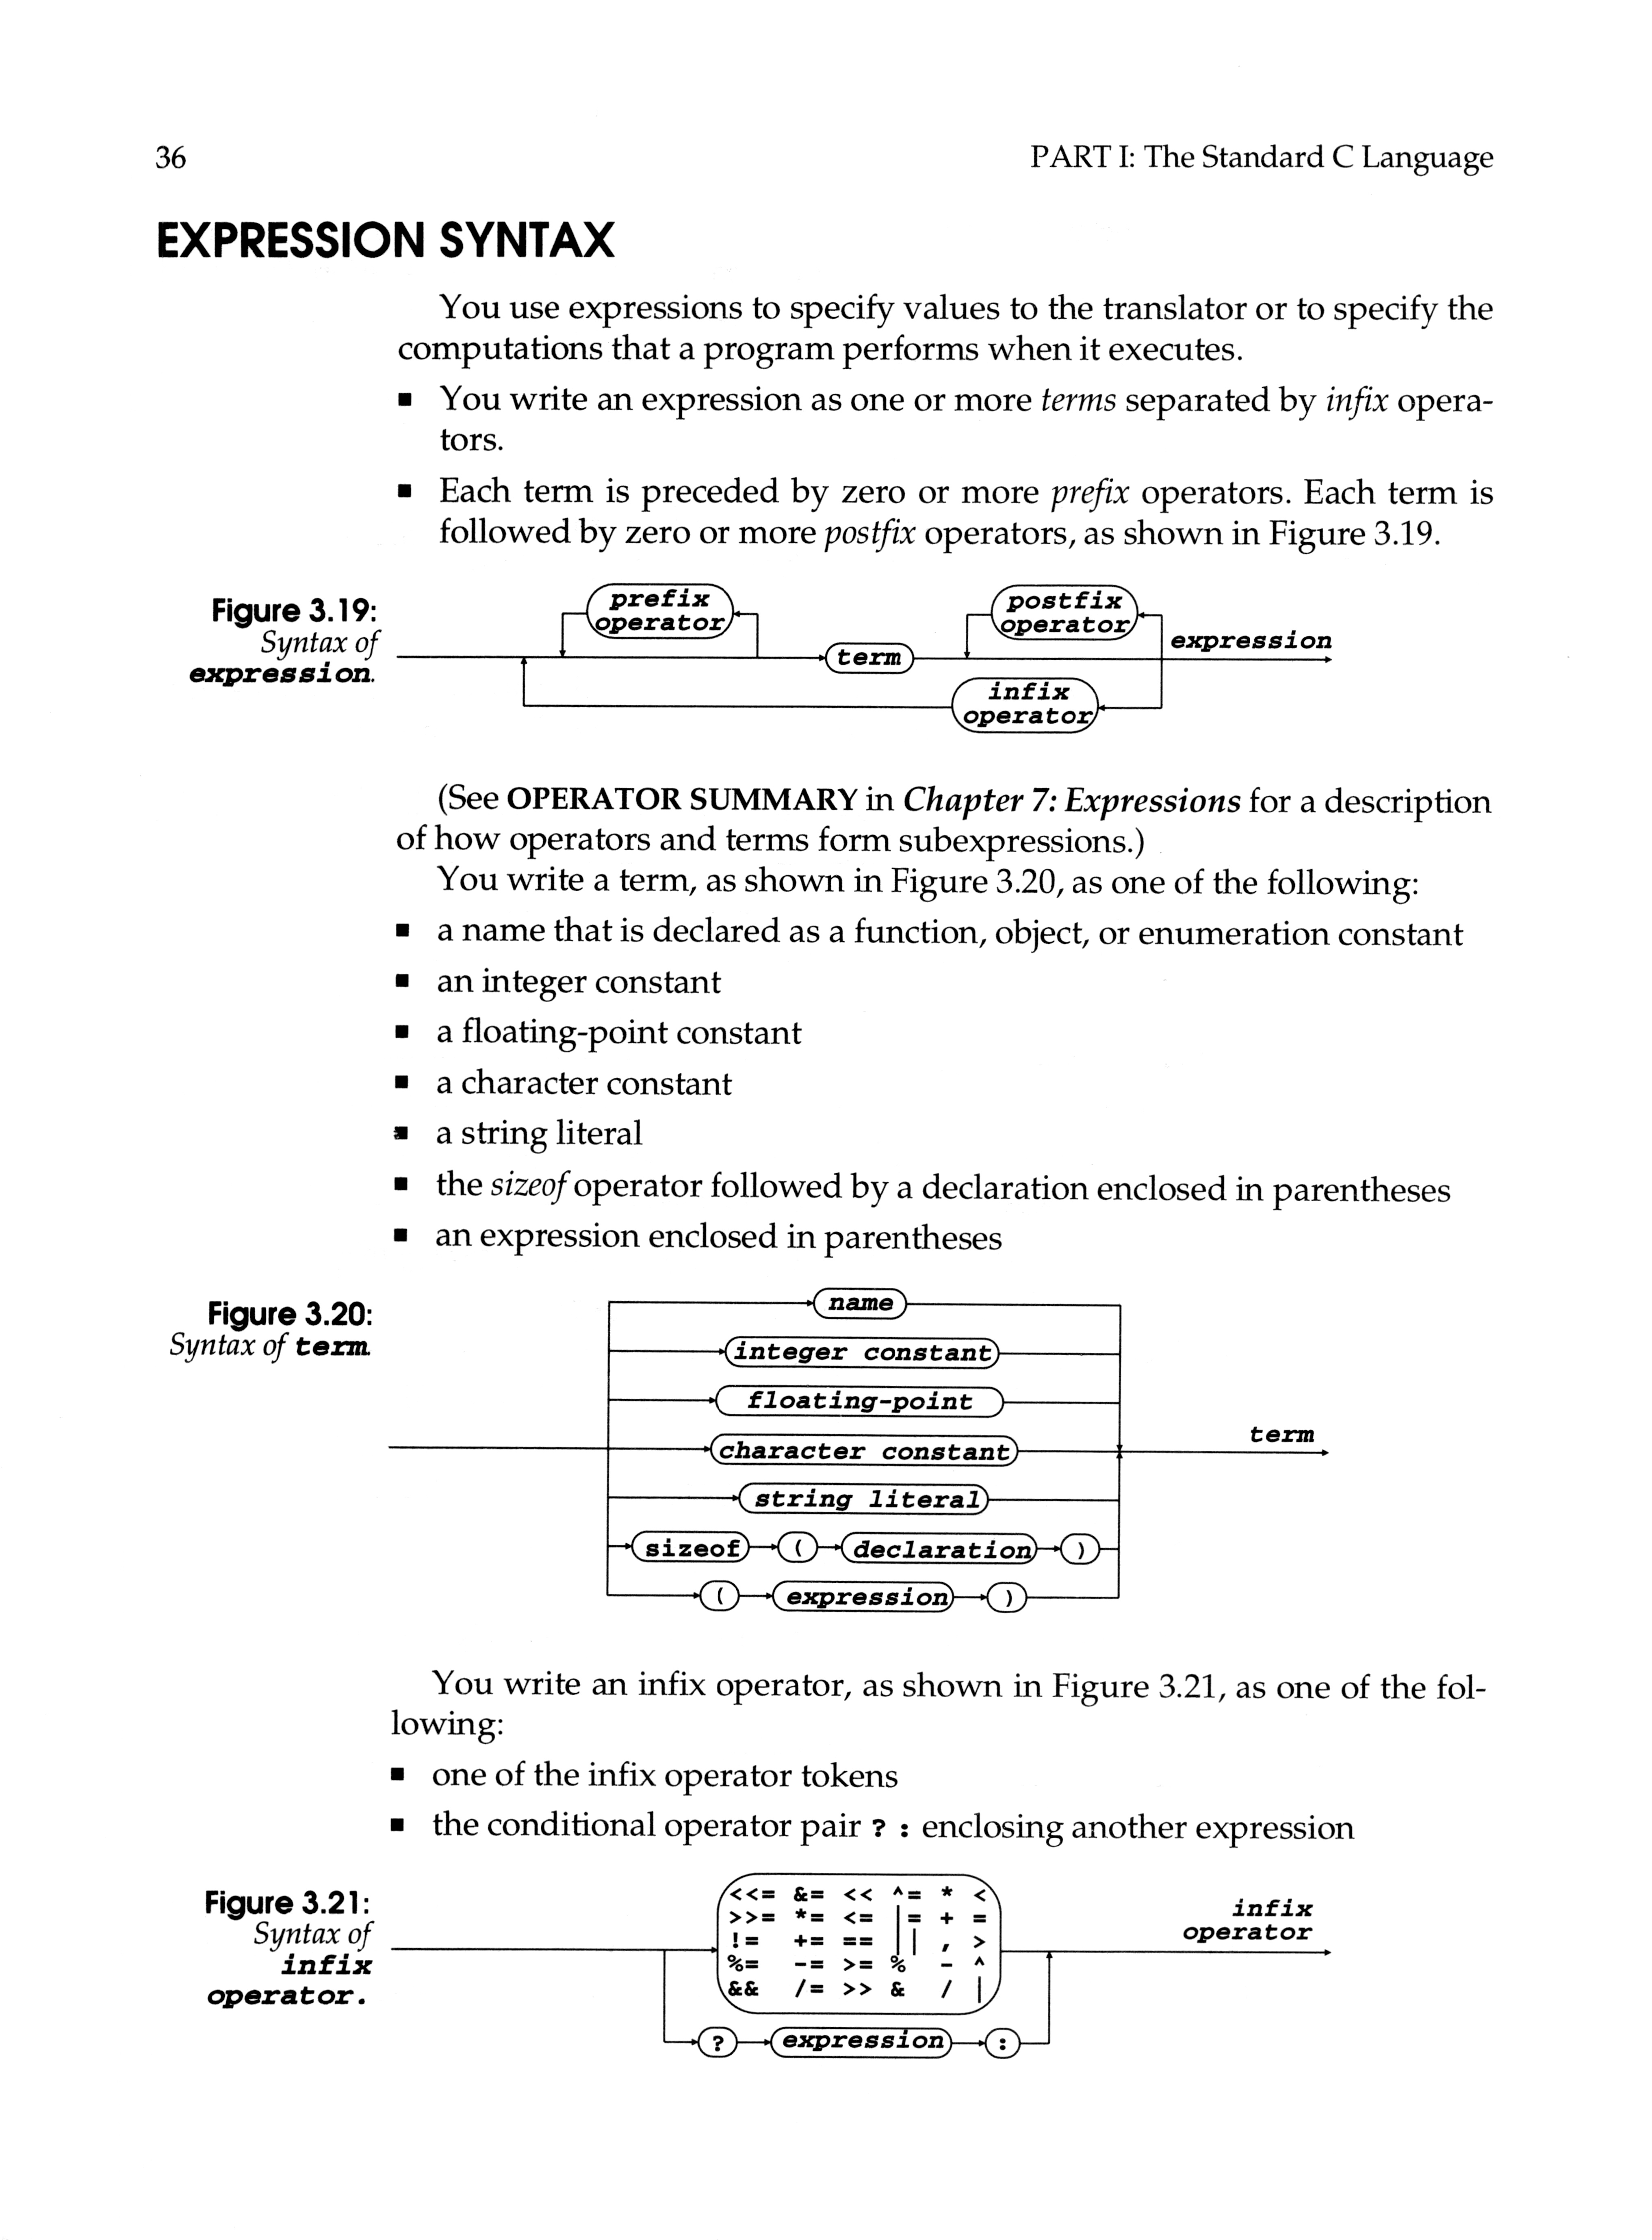 36 PART I: The Standard C Language
EXPRESSION SYNTAX
You use expressions to specify values to the translator or to specify the
computations that a program performs when it executes.
■ You write an expression as one or more terms separated by infix opera-
tors.
■ Each term is preceded by zero or more prefix operators. Each term is
followed by zero or more postfix operators, as shown in Figure 3.19.
Figure 3.19:
Syntax of
expression.
prefix
operator
term
postfix
operator
infix
operator
expression
(See OPERATOR SUMMARY in Chapter 7: Expressions for a description
of how operators and terms form subexpressions.)
You write a term, as shown in Figure 3.20, as one of the following:
■ a name that is declared as a function, object, or enumeration constant
■ an integer constant
■ a floating-point constant
■ a character constant
■ a string literal
■ the sizeof operator followed by a declaration enclosed in parentheses
■ an expression enclosed in parentheses
Figure 3.20:
Syntax of term.
name
integer constant
floating-point
character constant
string literal
sizeof ( declaration )
( expression )
term
You write an infix operator, as shown in Figure 3.21, as one of the fol-
lowing:
■ one of the infix operator tokens
■ the conditional operator pair ? : enclosing another expression
Figure 3.21:
Syntax of
infix
operator.
<<= &= << ^= * <
>>= *= <= |= + =
!= += == || , >
%= -= >= % - ^
&& /= >> & / |
? expression :
infix
operator